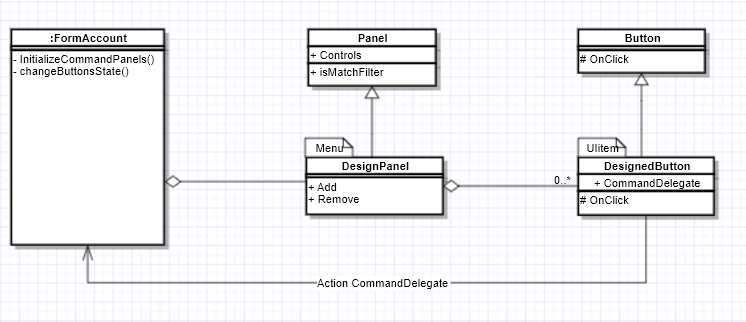 :FormAccount
- InitializeCommandPanels()
- changeButtonsState()
Panel
+ Controls
+ isMatchFilter
Button
# OnClick
Menu
DesignPanel
+ Add
+ Remove
0..*
UIitem
DesignedButton
+ CommandDelegate
# OnClick
Action CommandDelegate